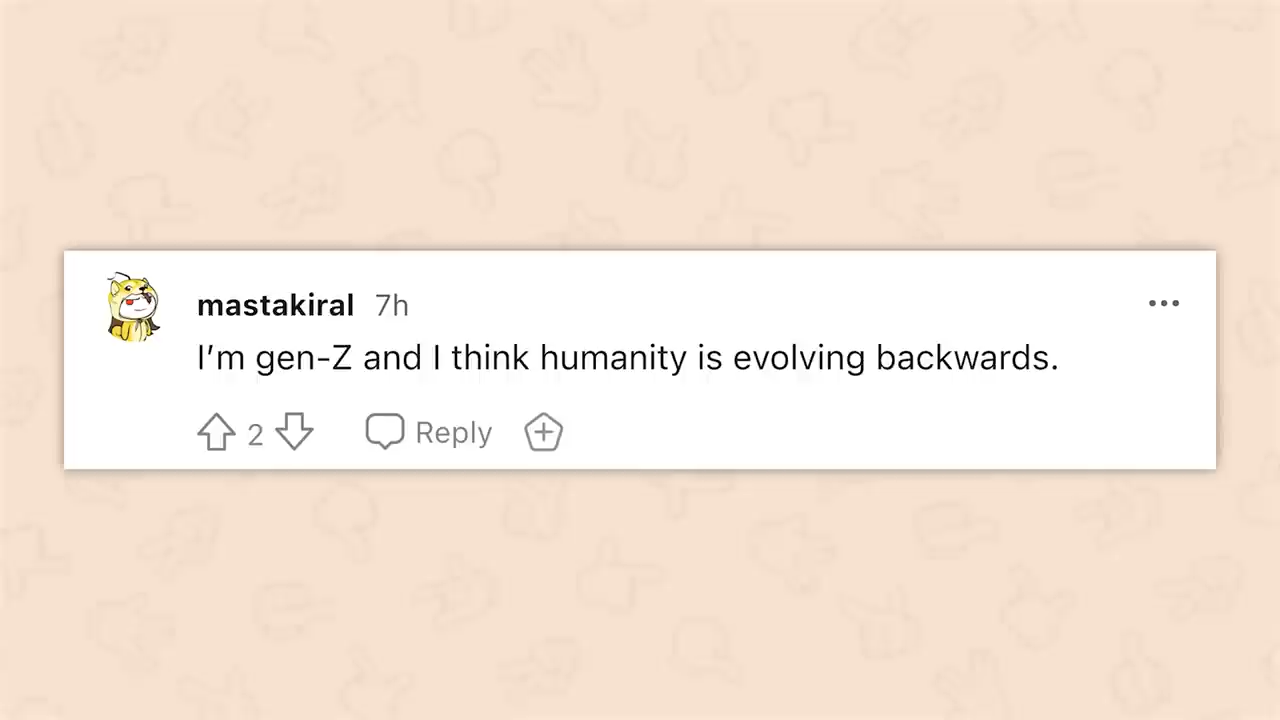 mastakiral 7h
I’m gen-Z and I think humanity is evolving backwards.
2 Reply